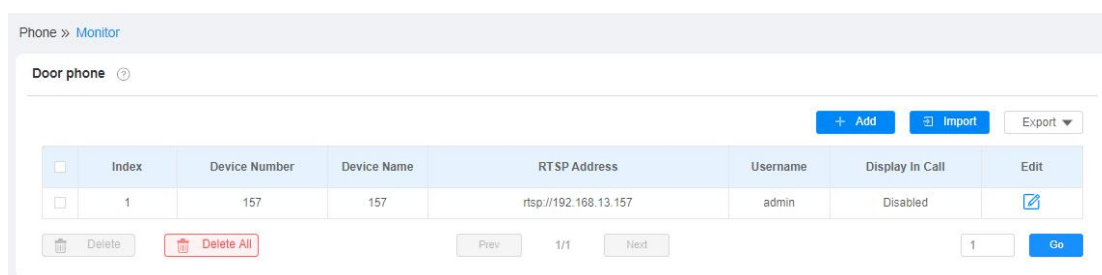 Phone » Monitor
Door phone ?
+ Add Import Export
Index Device Number Device Name RTSP Address Username Display In Call Edit
1 157 157 rtsp://192.168.13.157 admin Disabled
Delete Delete All Prev 1/1 Next 1 Go